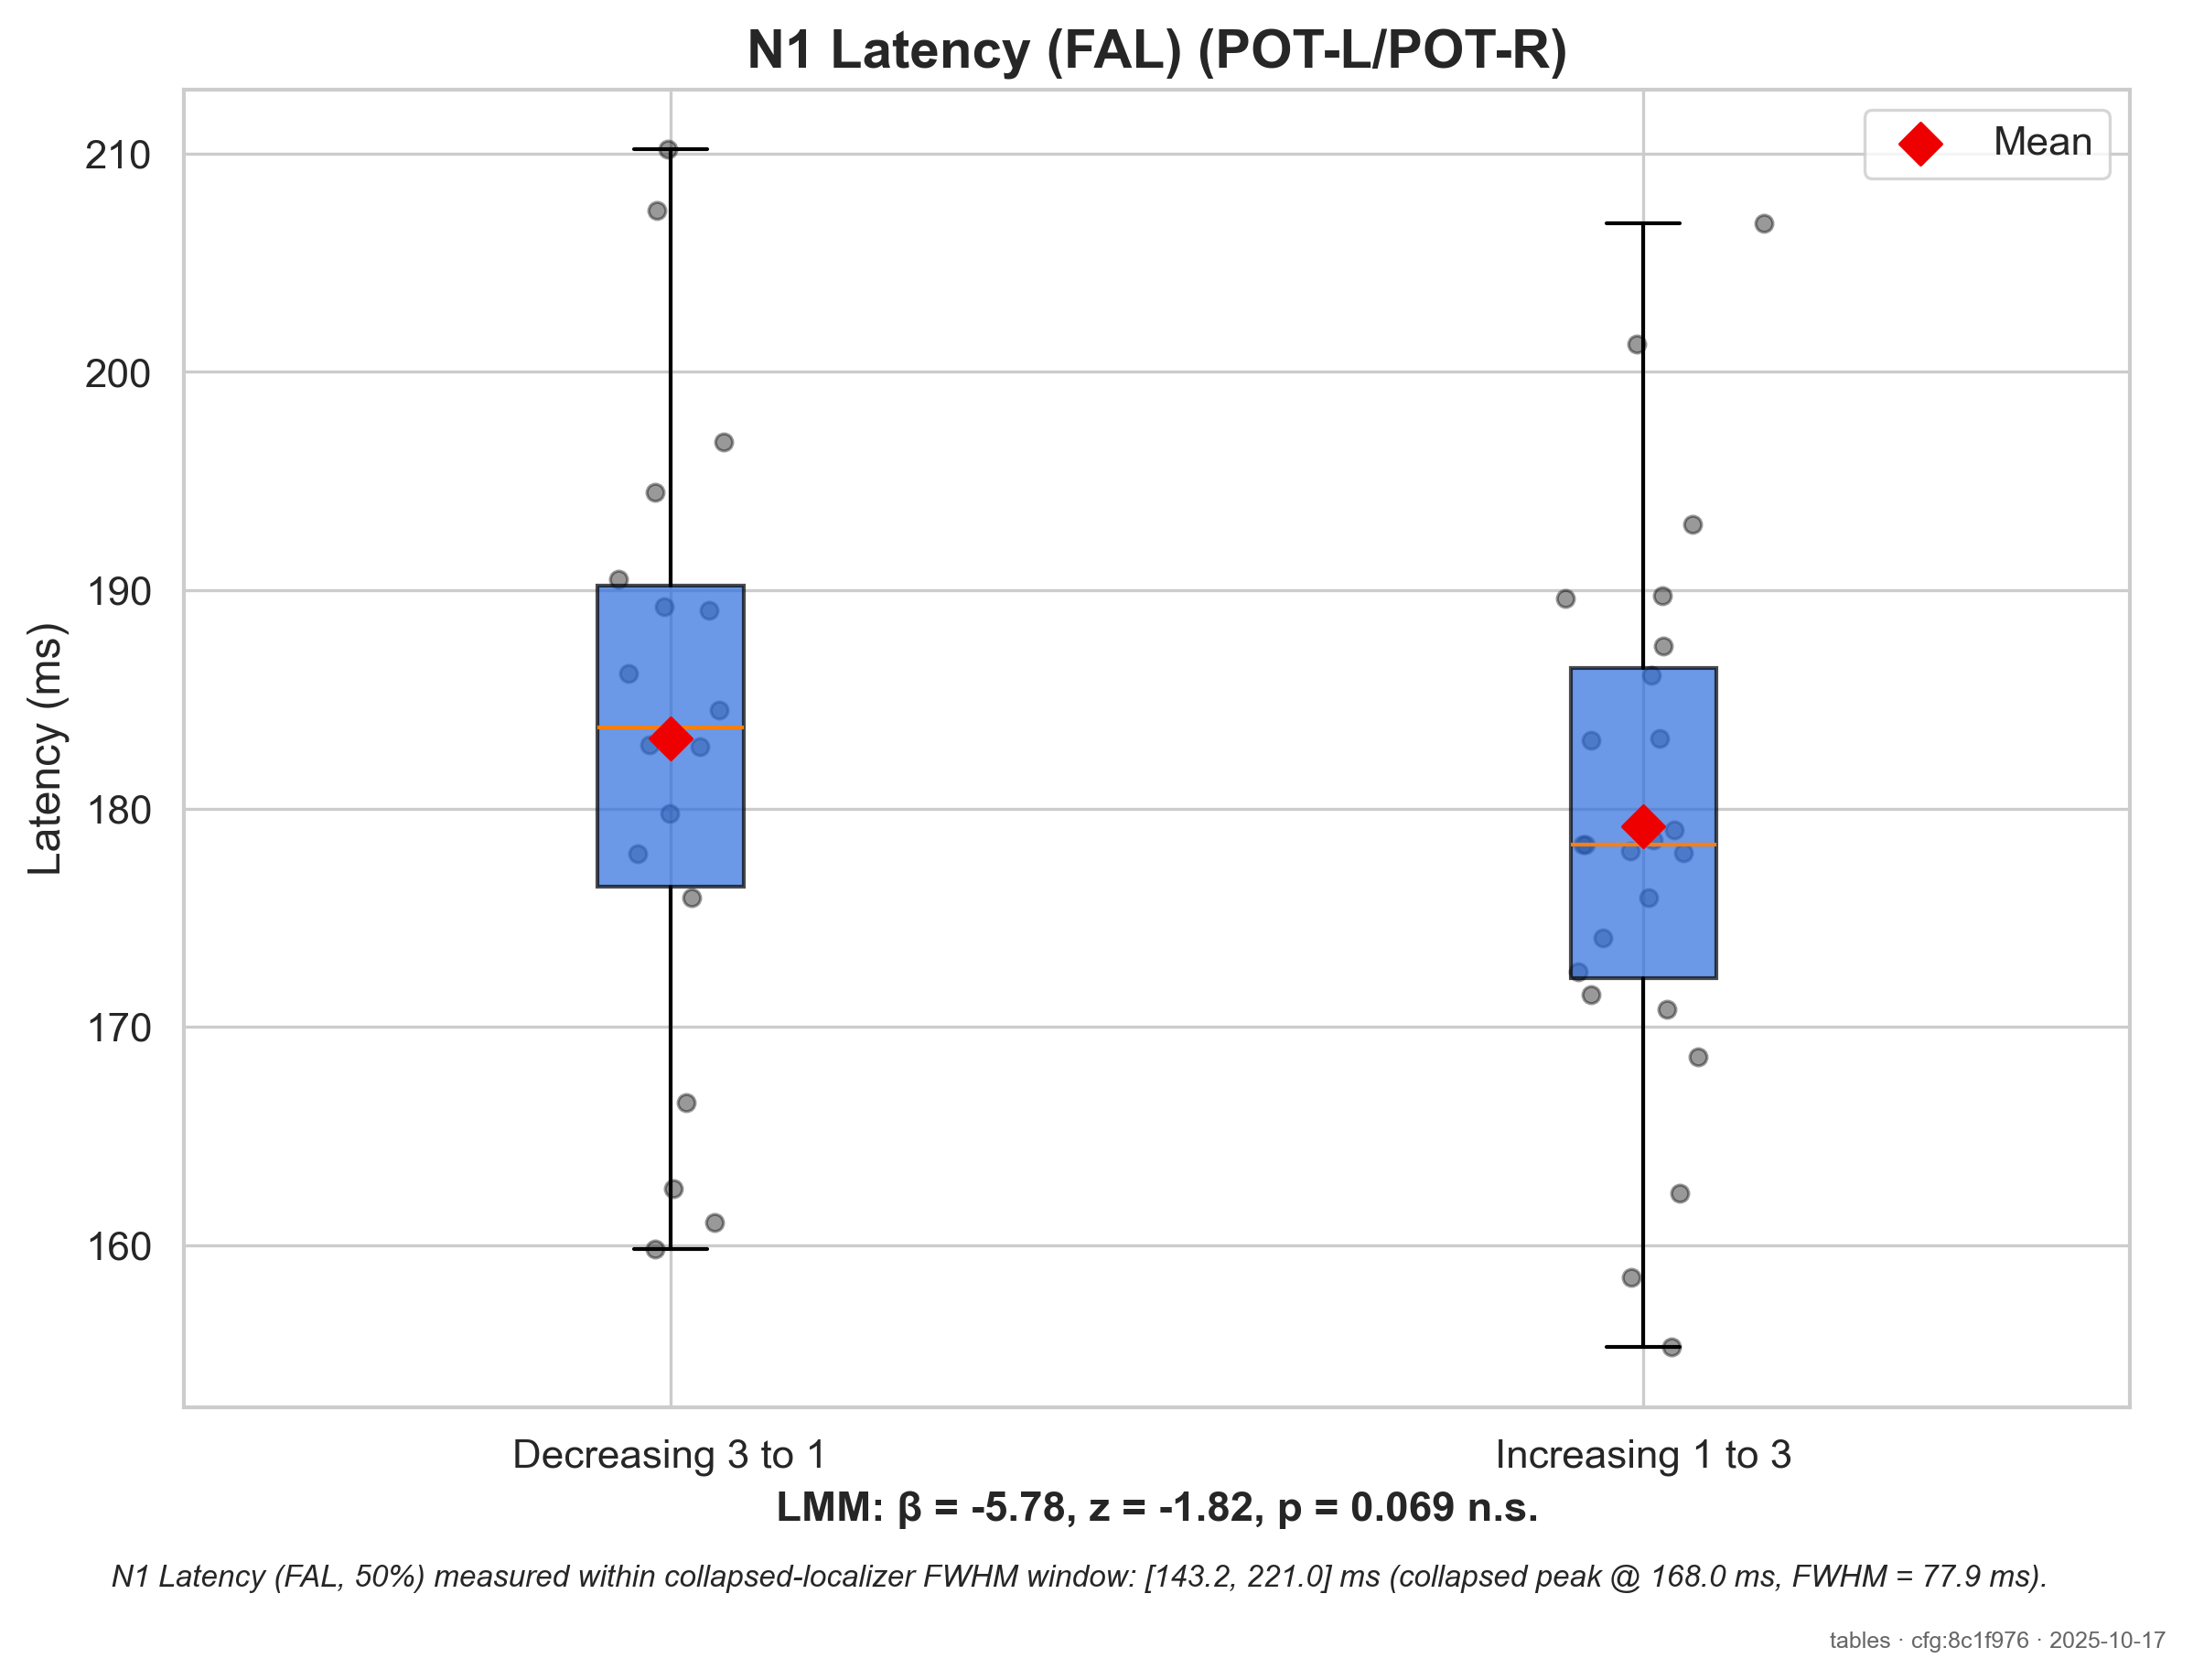 N1 Latency (FAL) (POT-L/POT-R)
Mean
210
200
190
180
170
160
Latency (ms)
Decreasing 3 to 1
Increasing 1 to 3
LMM: β = -5.78, z = -1.82, p = 0.069 n.s.
N1 Latency (FAL, 50%) measured within collapsed-localizer FWHM window: [143.2, 221.0] ms (collapsed peak @ 168.0 ms, FWHM = 77.9 ms).
tables · cfg:8c1f976 · 2025-10-17